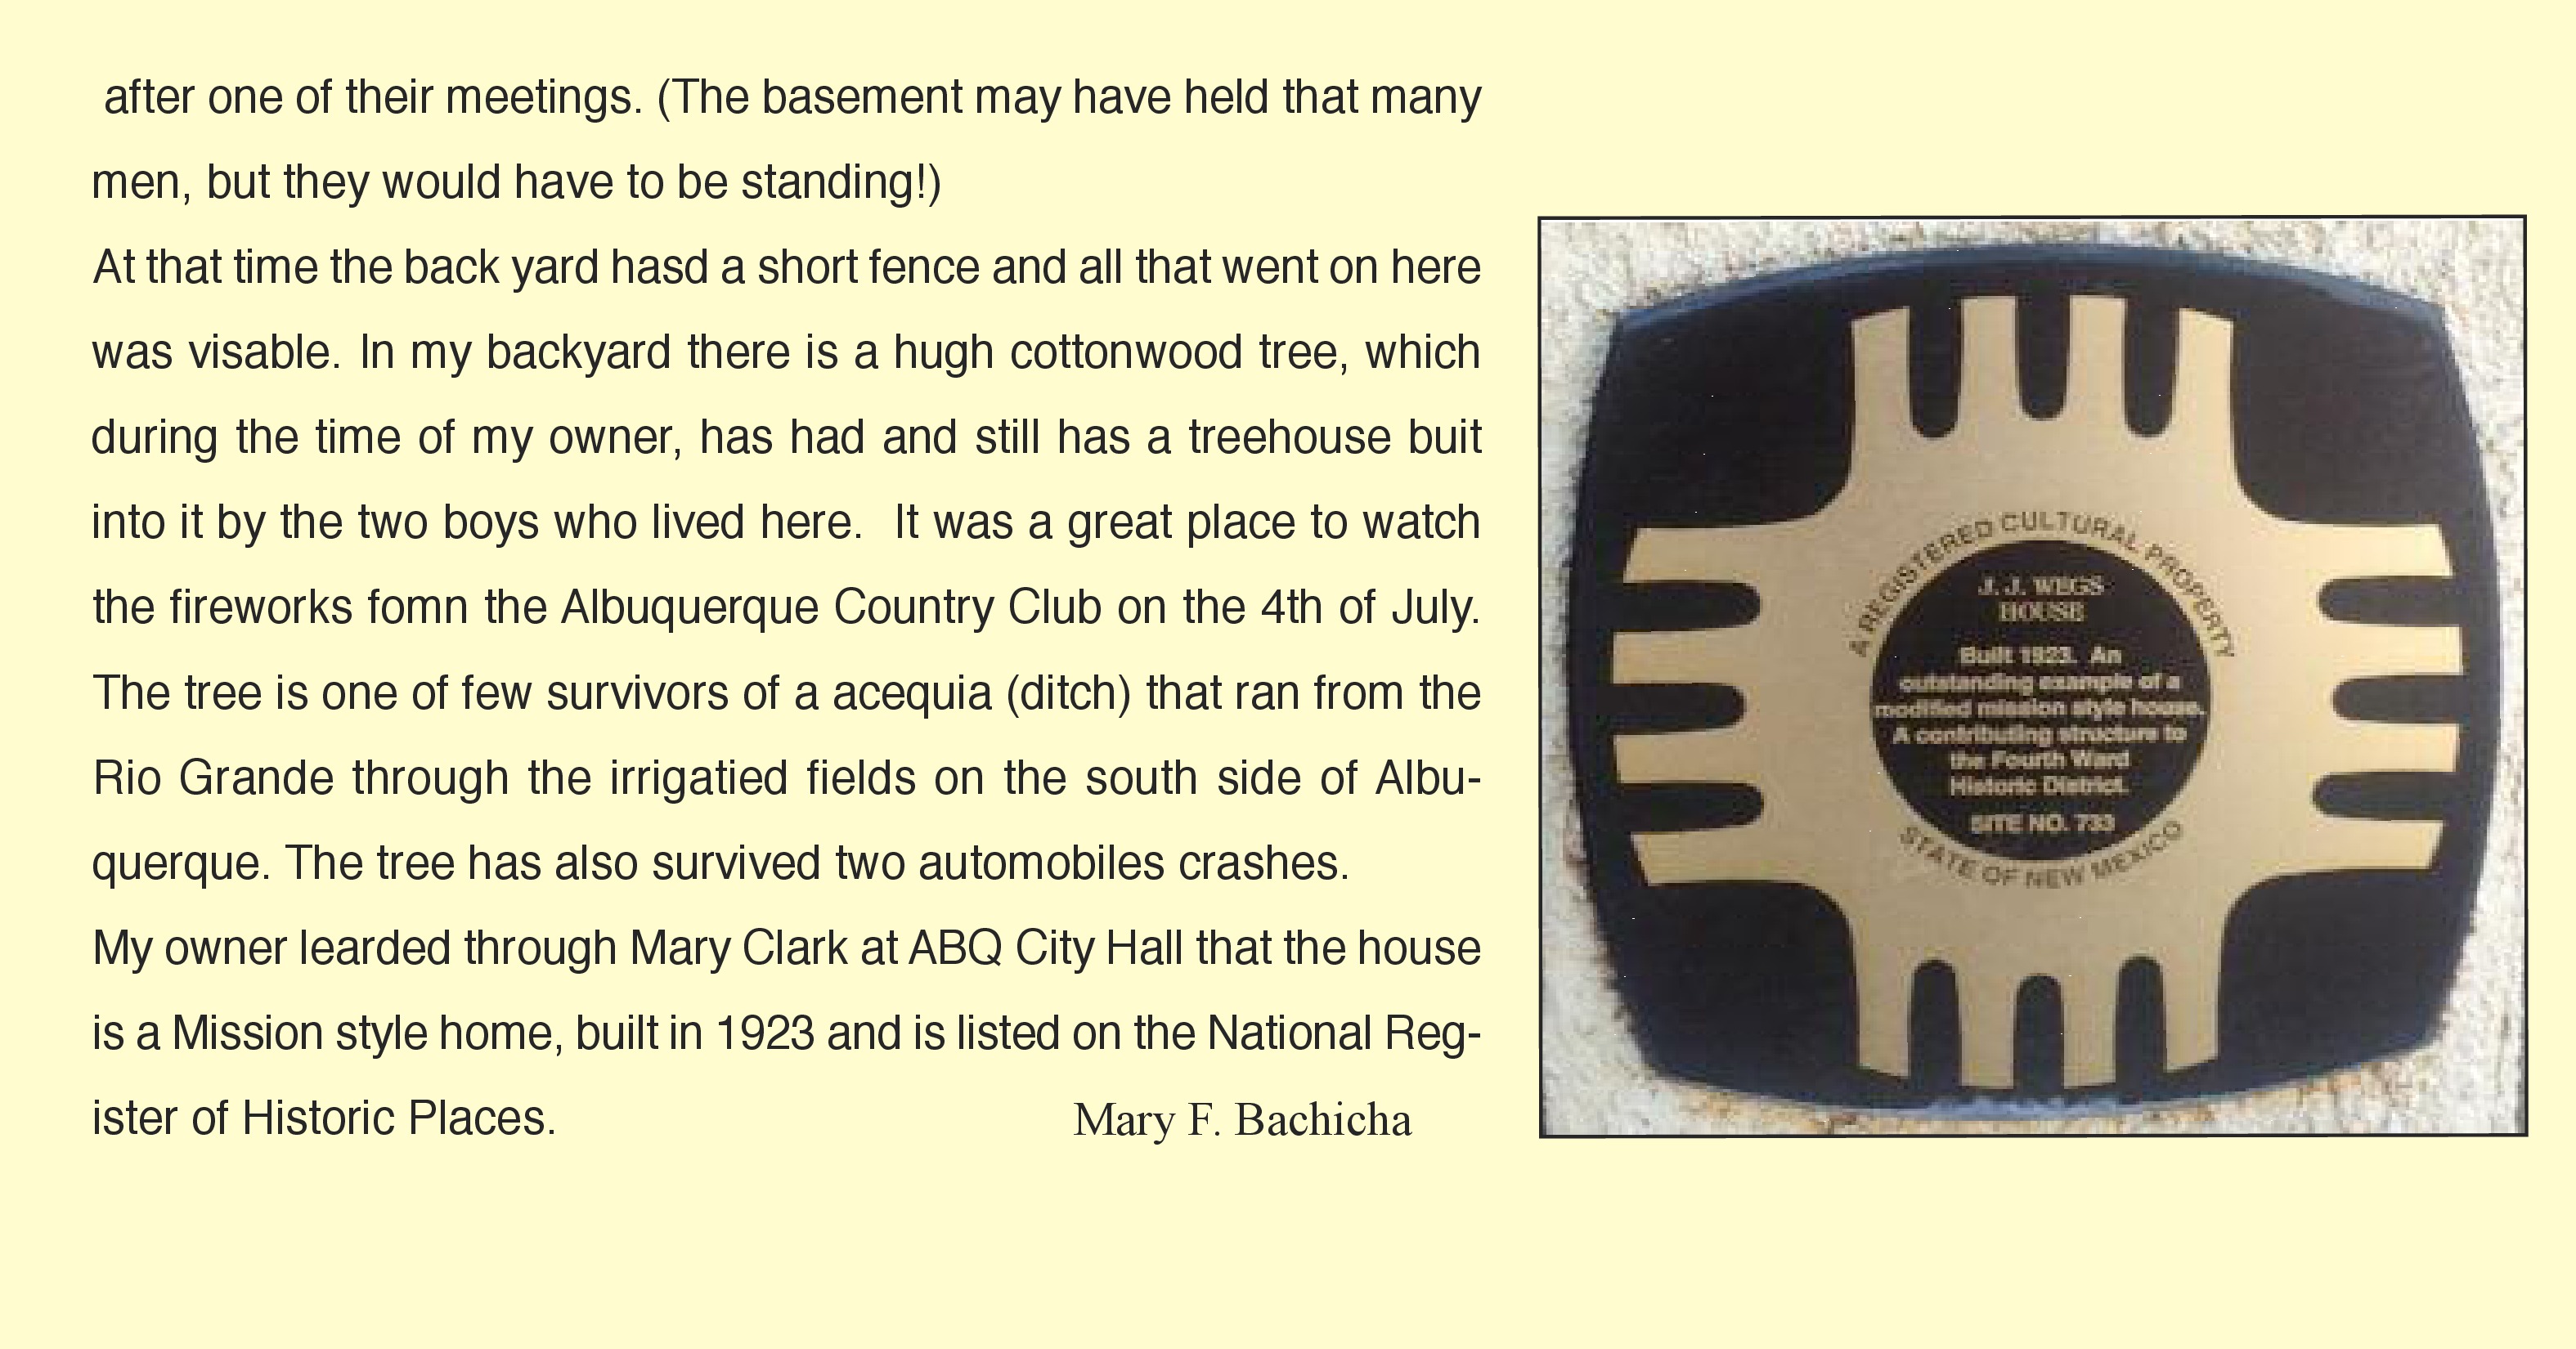 after one of their meetings. (The basement may have held that many
men, but they would have to be standing!)
At that time the back yard hasd a short fence and all that went on here
was visable. In my backyard there is a hugh cottonwood tree, which
during the time of my owner, has had and still has a treehouse buit
into it by the two boys who lived here. It was a great place to watch
the fireworks fomn the Albuquerque Country Club on the 4th of July.
The tree is one of few survivors of a acequia (ditch) that ran from the
Rio Grande through the irrigatied fields on the south side of Albu-
querque. The tree has also survived two automobiles crashes.
My owner learded through Mary Clark at ABQ City Hall that the house
is a Mission style home, built in 1923 and is listed on the National Reg-
ister of Historic Places.
Mary F. Bachicha
A REGISTERED CULTURAL PROPERTY
J. J. WEGS
HOUSE
Built 1923. An
outstanding example of a
modified mission style house.
A contributing structure to
the Fourth Ward
Historic District.
SITE NO. 733
STATE OF NEW MEXICO